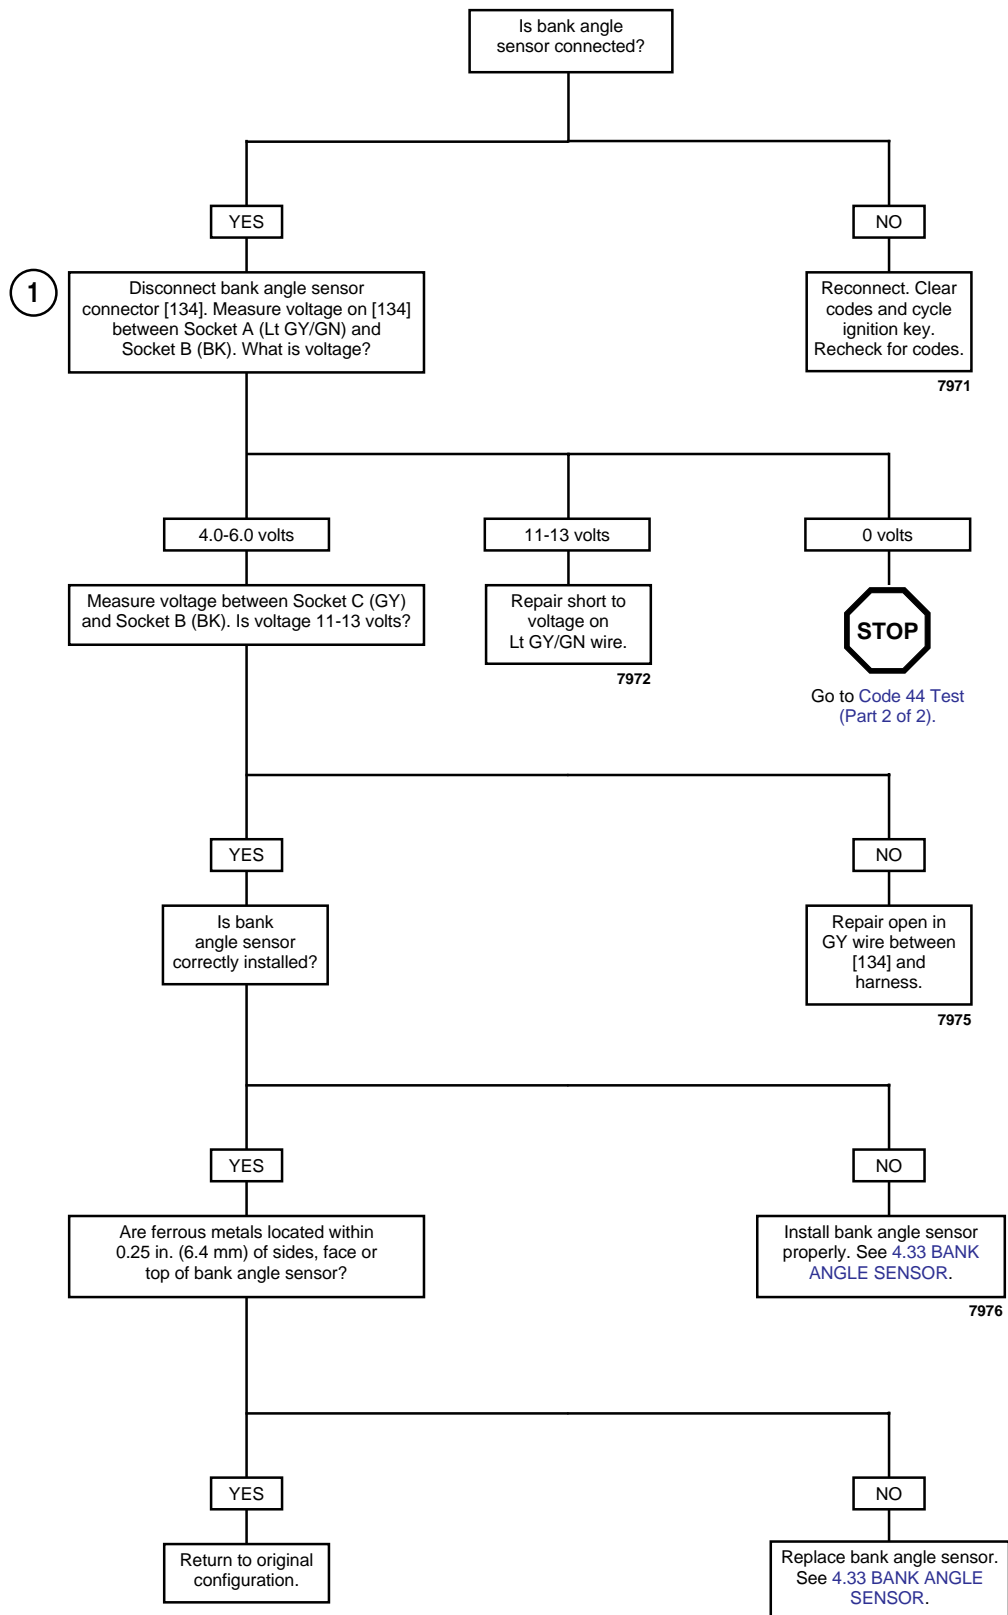 Is bank angle
sensor connected?
YES
NO
1
Disconnect bank angle sensor
connector [134]. Measure voltage on [134]
between Socket A (Lt GY/GN) and
Socket B (BK). What is voltage?
Reconnect. Clear
codes and cycle
ignition key.
Recheck for codes.
7971
4.0-6.0 volts
11-13 volts
0 volts
Measure voltage between Socket C (GY)
and Socket B (BK). Is voltage 11-13 volts?
Repair short to
voltage on
Lt GY/GN wire.
7972
STOP
Go to Code 44 Test
(Part 2 of 2).
YES
NO
Is bank
angle sensor
correctly installed?
Repair open in
GY wire between
[134] and
harness.
7975
YES
NO
Are ferrous metals located within
0.25 in. (6.4 mm) of sides, face or
top of bank angle sensor?
Install bank angle sensor
properly. See 4.33 BANK
ANGLE SENSOR.
7976
YES
NO
Return to original
configuration.
Replace bank angle sensor.
See 4.33 BANK ANGLE
SENSOR.